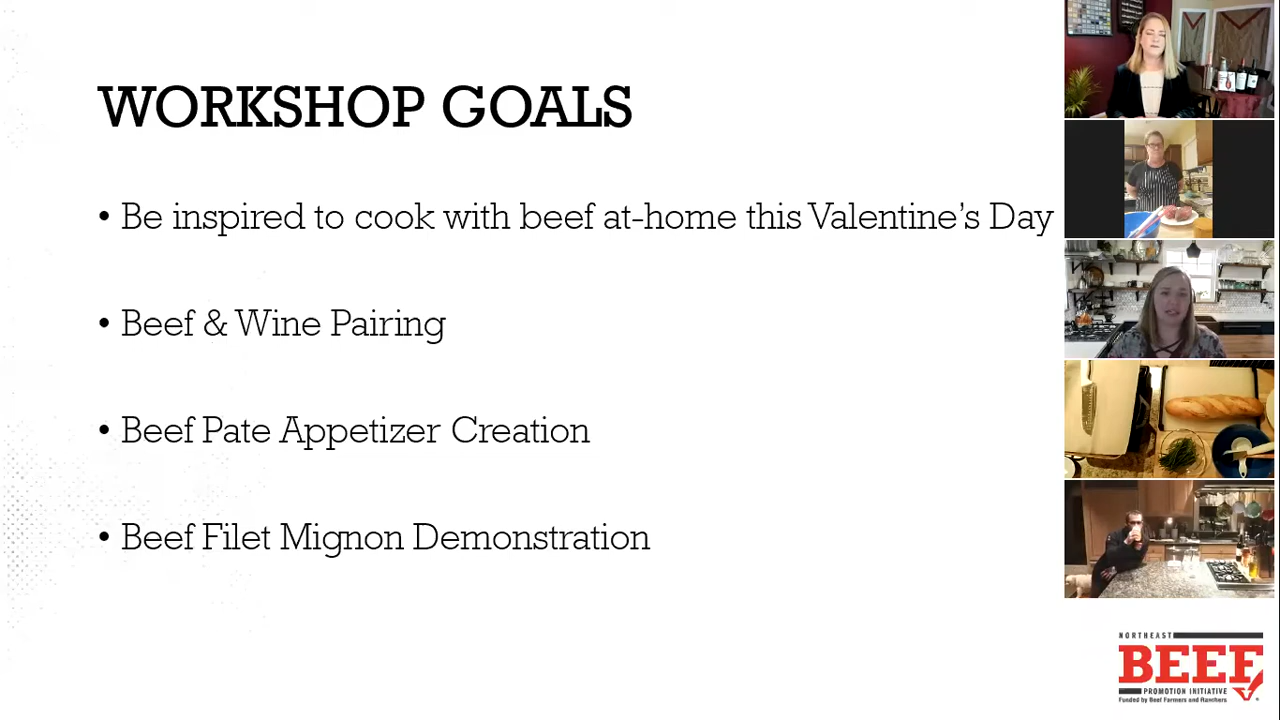 WORKSHOP GOALS
• Be inspired to cook with beef at-home this Valentine's Day
• Beef & Wine Pairing
• Beef Pate Appetizer Creation
• Beef Filet Mignon Demonstration
NORTHEAST
BEEF
PROMOTION INITIATIVE
Funded by Beef Farmers and Ranchers